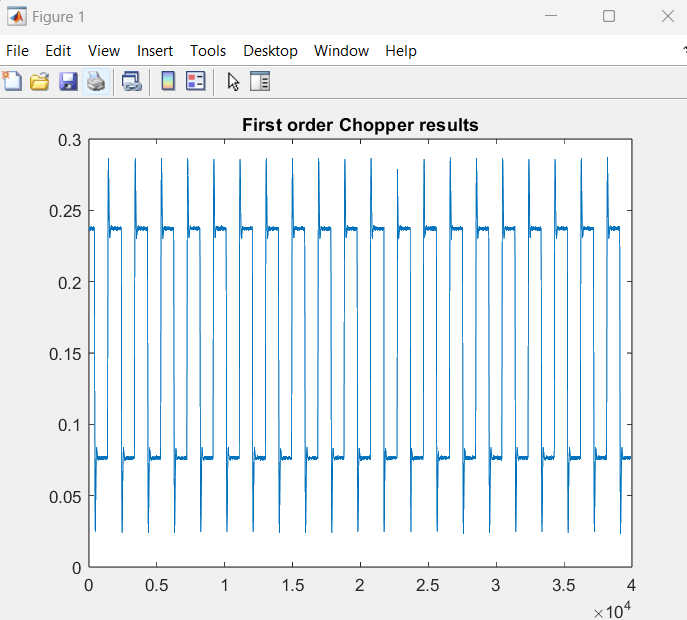 Figure 1
File Edit View Insert Tools Desktop Window Help
First order Chopper results
0.3
0.25
0.2
0.15
0.1
0.05
0
0 0.5 1 1.5 2 2.5 3 3.5 4
×10⁴